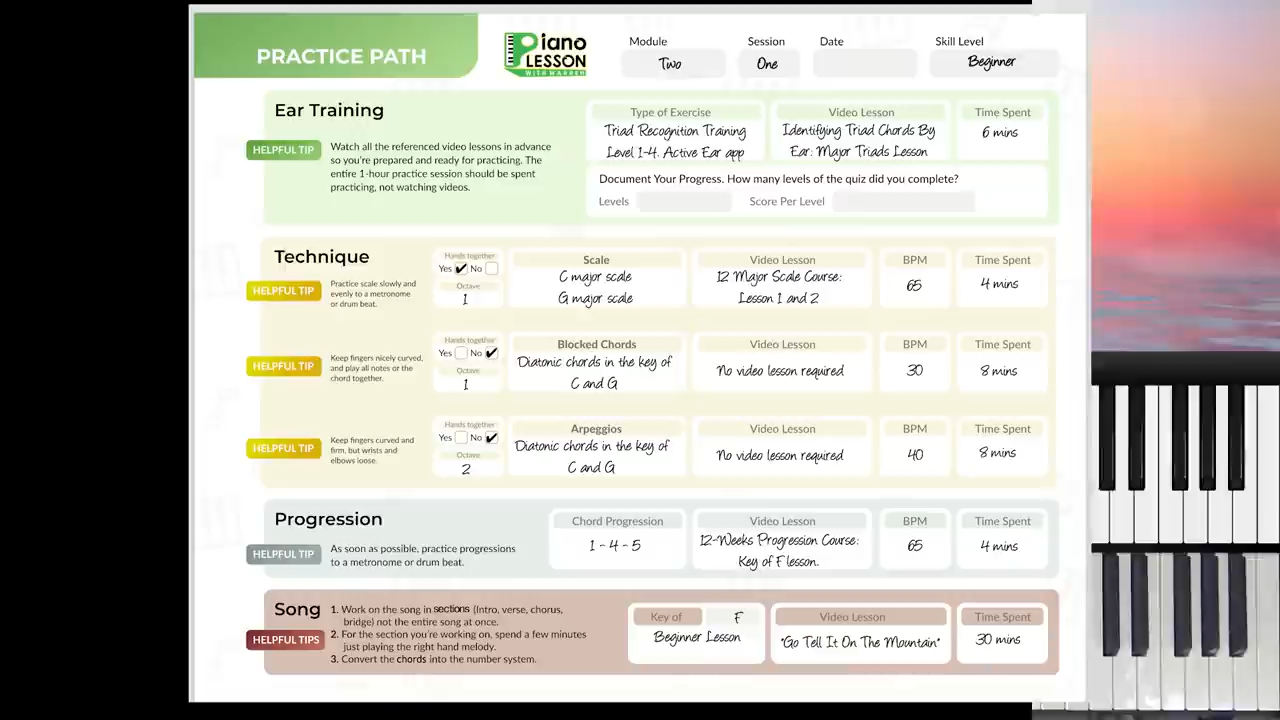 PRACTICE PATH
Piano
LESSON
WITH WARREN
Module
Two
Session
One
Date
Skill Level
Beginner
Ear Training
HELPFUL TIP
Watch all the referenced video lessons in advance
so you're prepared and ready for practicing. The
entire 1-hour practice session should be spent
practicing, not watching videos.
Type of Exercise
Triad Recognition Training
Level 1-4. Active Ear app
Video Lesson
Identifying Triad Chords By
Ear: Major Triads Lesson
Time Spent
6 mins
Document Your Progress. How many levels of the quiz did you complete?
Levels
Score Per Level
Technique
HELPFUL TIP
Practice scale slowly and
evenly to a metronome
or drum beat.
Hands together
Yes ✔ No
Octave
1
Scale
C major scale
G major scale
Video Lesson
12 Major Scale Course:
Lesson 1 and 2
BPM
65
Time Spent
4 mins
HELPFUL TIP
Keep fingers nicely curved,
and play all notes or the
chord together.
Hands together
Yes No ✔
Octave
1
Blocked Chords
Diatonic chords in the key of
C and G
Video Lesson
No video lesson required
BPM
30
Time Spent
8 mins
HELPFUL TIP
Keep fingers curved and
firm, but wrists and
elbows loose.
Hands together
Yes No ✔
Octave
2
Arpeggios
Diatonic chords in the key of
C and G
Video Lesson
No video lesson required
BPM
40
Time Spent
8 mins
Progression
HELPFUL TIP
As soon as possible, practice progressions
to a metronome or drum beat.
Chord Progression
1 - 4 - 5
Video Lesson
12-Weeks Progression Course:
Key of F lesson.
BPM
65
Time Spent
4 mins
Song
HELPFUL TIPS
1. Work on the song in sections (Intro, verse, chorus,
bridge) not the entire song at once.
2. For the section you're working on, spend a few minutes
just playing the right hand melody.
3. Convert the chords into the number system.
Key of F
Beginner Lesson
Video Lesson
"Go Tell It On The Mountain"
Time Spent
30 mins